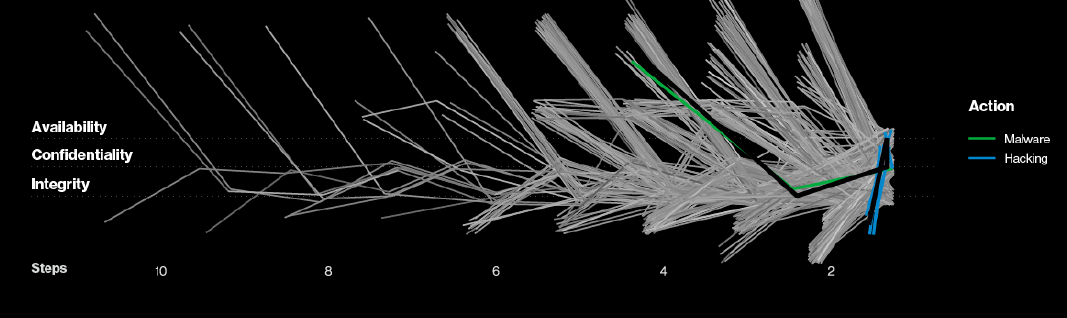 Action
Availability
Malware
Confidentiality
Hacking
Integrity
Steps 10 8 6 4 2